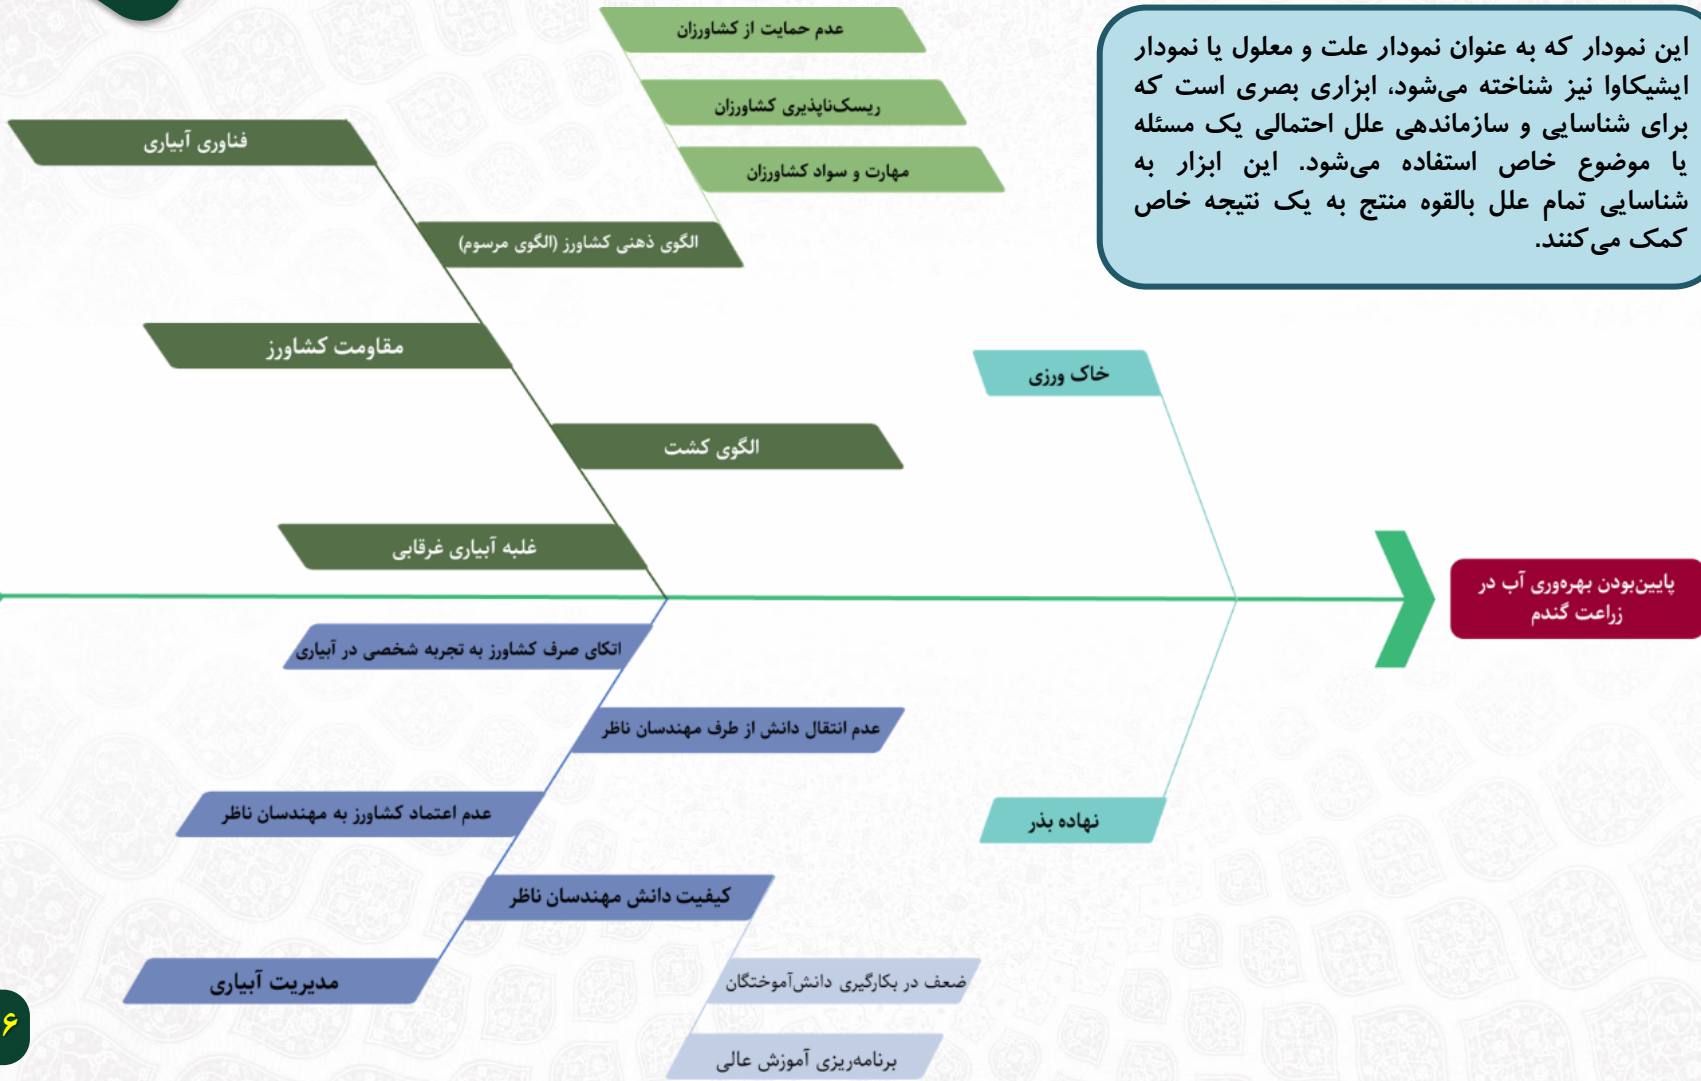 این نمودار که به عنوان نمودار علت و معلول یا نمودار
ایشیکاوا نیز شناخته می‌شود، ابزاری بصری است که
برای شناسایی و سازماندهی علل احتمالی یک مسئله
یا موضوع خاص استفاده می‌شود. این ابزار به
شناسایی تمام علل بالقوه منتج به یک نتیجه خاص
کمک می‌کنند.
عدم حمایت از کشاورزان
ریسک‌ناپذیری کشاورزان
مهارت و سواد کشاورزان
فناوری آبیاری
الگوی ذهنی کشاورز (الگوی مرسوم)
مقاومت کشاورز
الگوی کشت
غلبه آبیاری غرقابی
خاک ورزی
پایین‌بودن بهره‌وری آب در
زراعت گندم
اتکای صرف کشاورز به تجربه شخصی در آبیاری
عدم انتقال دانش از طرف مهندسان ناظر
عدم اعتماد کشاورز به مهندسان ناظر
کیفیت دانش مهندسان ناظر
مدیریت آبیاری
نهاده بذر
ضعف در بکارگیری دانش‌آموختگان
برنامه‌ریزی آموزش عالی
۶